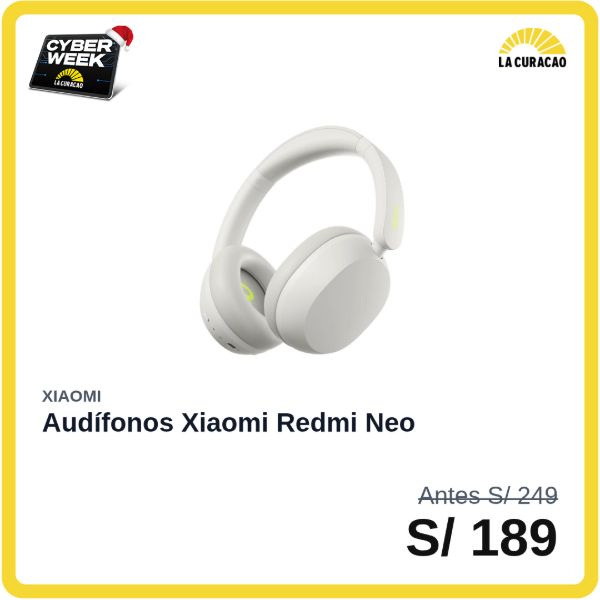 CYBER
WEEK
LA CURACAO
LA CURACAO
XIAOMI
Audífonos Xiaomi Redmi Neo
Antes S/ 249
S/ 189